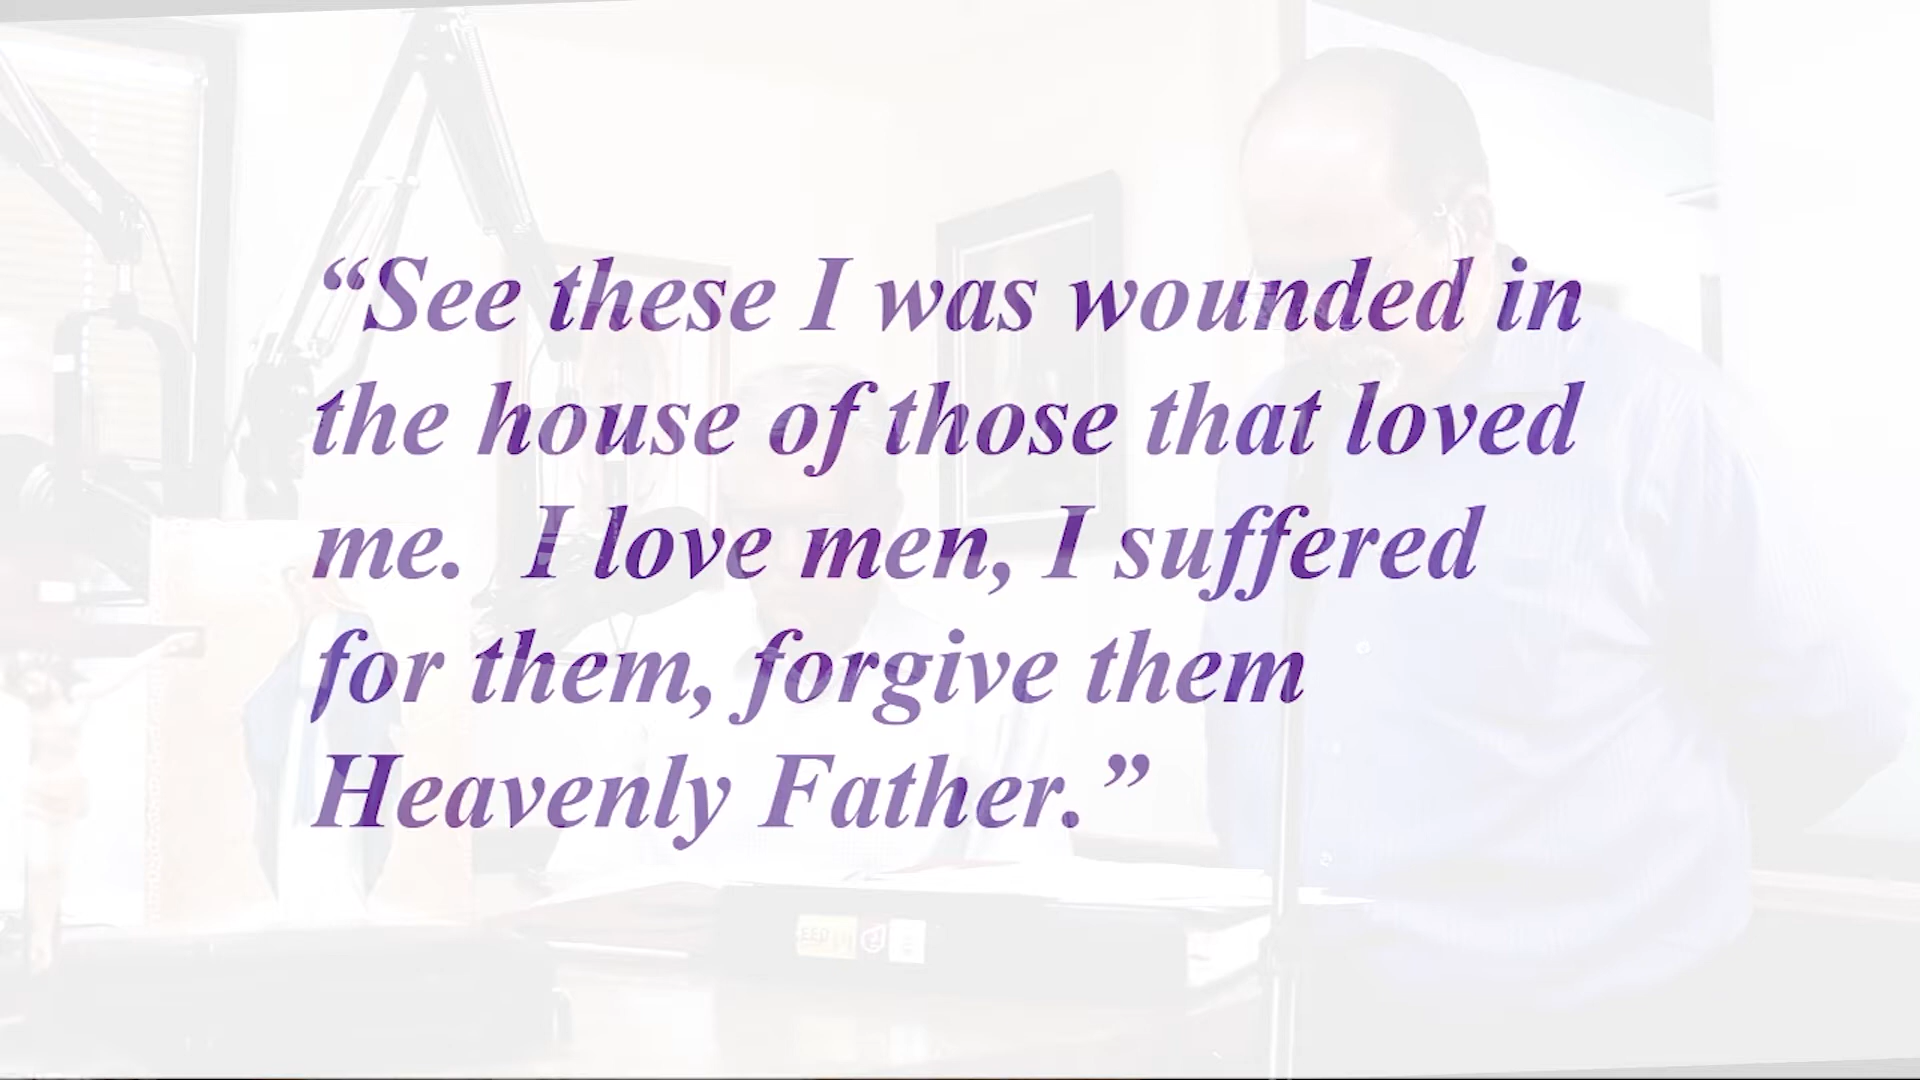 “See these I was wounded in
the house of those that loved
me.  I love men, I suffered
for them, forgive them
Heavenly Father.”